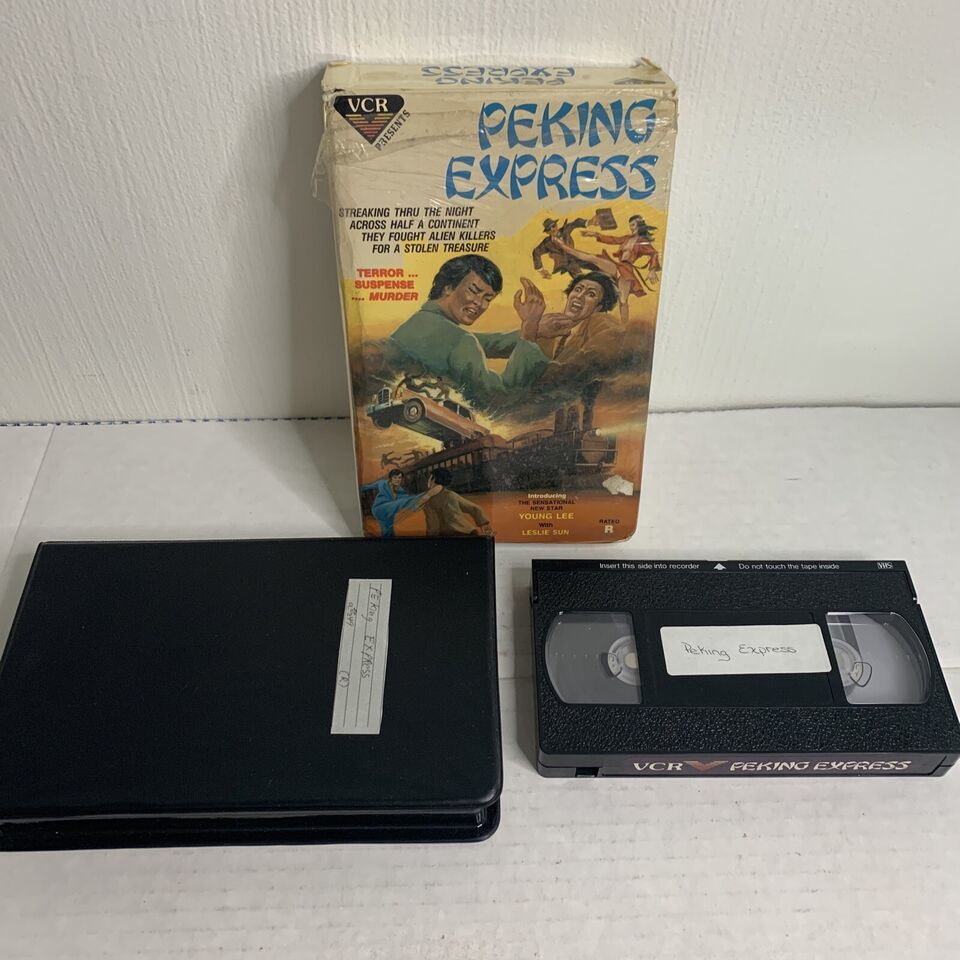 PEKING
EXPRESS
VCR
PRESENTS
PEKING
EXPRESS
STREAKING THRU THE NIGHT
ACROSS HALF A CONTINENT
THEY FOUGHT ALIEN KILLERS
FOR A STOLEN TREASURE
TERROR ...
SUSPENSE
.... MURDER
Introducing
THE SENSATIONAL
NEW STAR
YOUNG LEE
With
LESLIE SUN
RATED
R
PEKING EXPRESS
(R)
Insert this side into recorder Do not touch the tape inside VHS
Peking Express
VCR PEKING EXPRESS